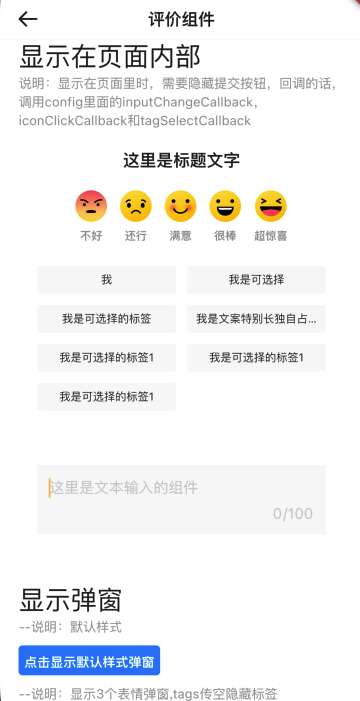 评价组件
显示在页面内部
说明：显示在页面里时，需要隐藏提交按钮，回调的话，
调用config里面的inputChangeCallback，
iconClickCallback和tagSelectCallback
这里是标题文字
不好 还行 满意 很棒 超惊喜
我 我是可选择
我是可选择的标签 我是文案特别长独自占...
我是可选择的标签1 我是可选择的标签1
我是可选择的标签1
这里是文本输入的组件
0/100
显示弹窗
--说明：默认样式
点击显示默认样式弹窗
--说明：显示3个表情弹窗,tags传空隐藏标签